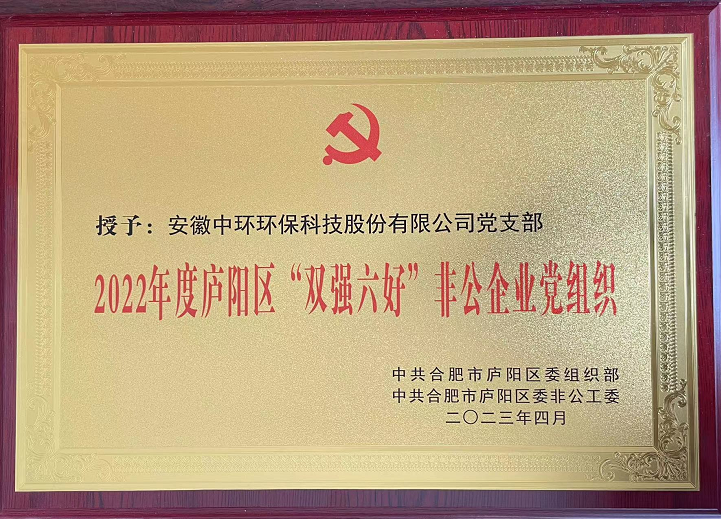 授予：安徽中环环保科技股份有限公司党支部
2022年度庐阳区“双强六好”非公企业党组织
中共合肥市庐阳区委组织部
中共合肥市庐阳区委非公工委
二〇二三年四月